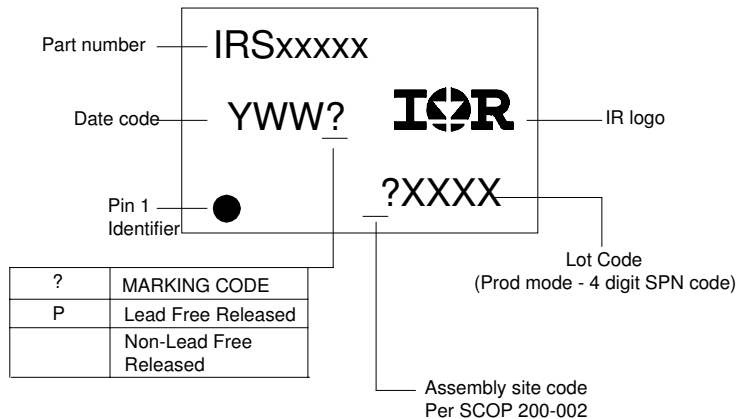 Part number
IRSxxxxx
Date code
YWW?
IOR
IR logo
?XXXX
Pin 1
Identifier
Lot Code
(Prod mode - 4 digit SPN code)
? MARKING CODE
P Lead Free Released
Non-Lead Free
Released
Assembly site code
Per SCOP 200-002